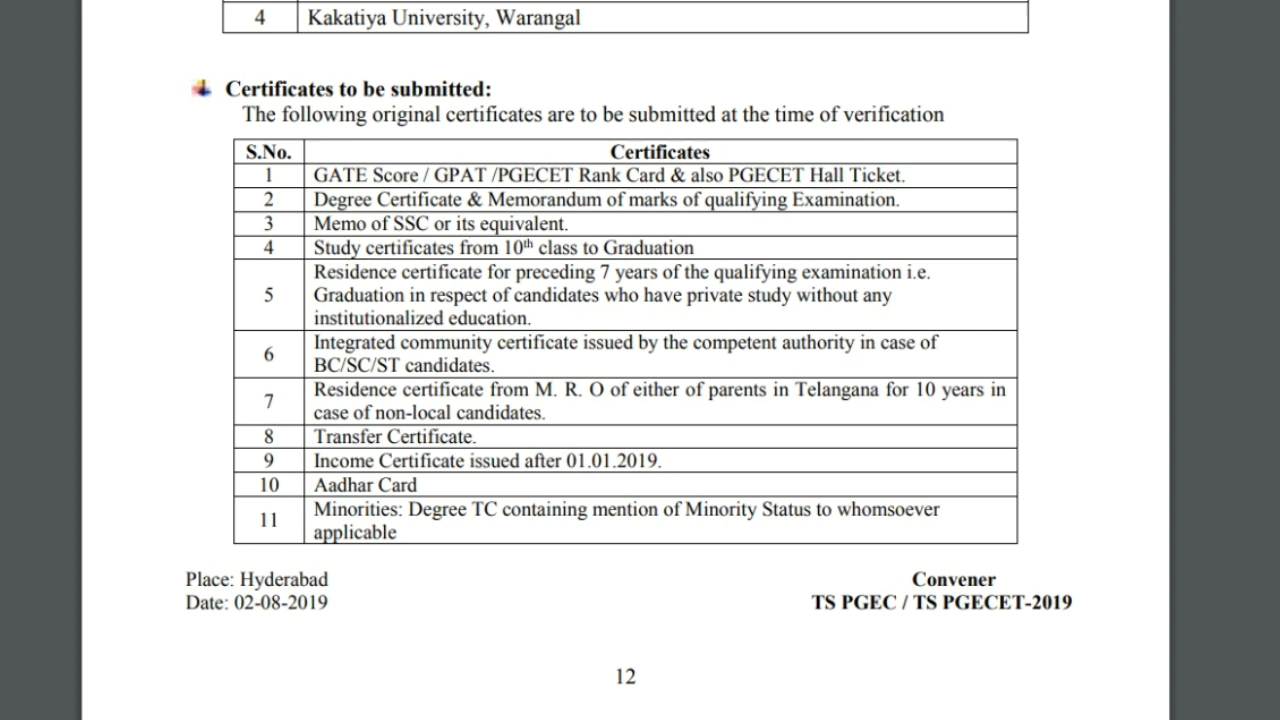 4 Kakatiya University, Warangal
Certificates to be submitted:
The following original certificates are to be submitted at the time of verification
S.No. Certificates
1 GATE Score / GPAT /PGECET Rank Card & also PGECET Hall Ticket.
2 Degree Certificate & Memorandum of marks of qualifying Examination.
3 Memo of SSC or its equivalent.
4 Study certificates from 10th class to Graduation
5 Residence certificate for preceding 7 years of the qualifying examination i.e.
Graduation in respect of candidates who have private study without any
institutionalized education.
6 Integrated community certificate issued by the competent authority in case of
BC/SC/ST candidates.
7 Residence certificate from M. R. O of either of parents in Telangana for 10 years in
case of non-local candidates.
8 Transfer Certificate.
9 Income Certificate issued after 01.01.2019.
10 Aadhar Card
11 Minorities: Degree TC containing mention of Minority Status to whomsoever
applicable
Place: Hyderabad Convener
Date: 02-08-2019 TS PGEC / TS PGECET-2019
12